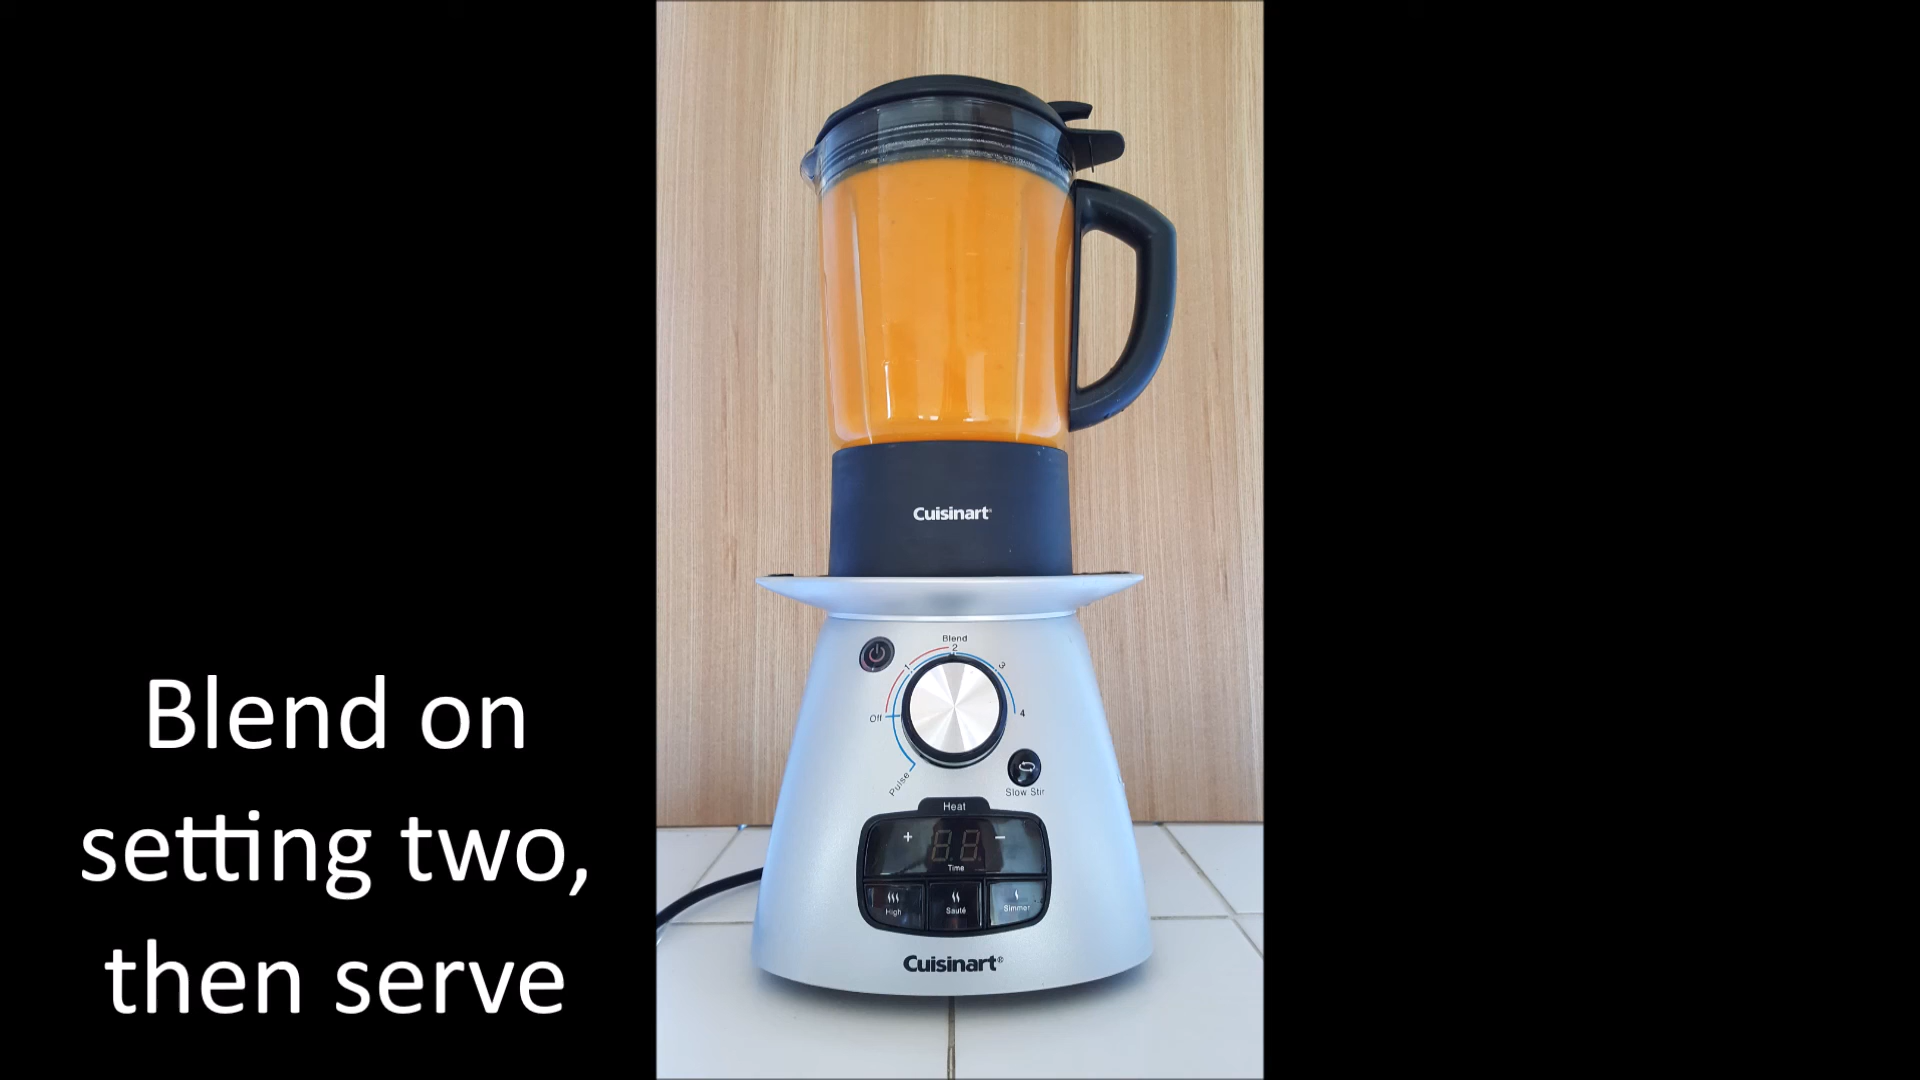 Blend on
setting two,
then serve
Cuisinart
Blend
1 2 3 4
Off
Pulse
Slow Stir
Heat
+ 88 −
Time
High Sauté Simmer
Cuisinart®